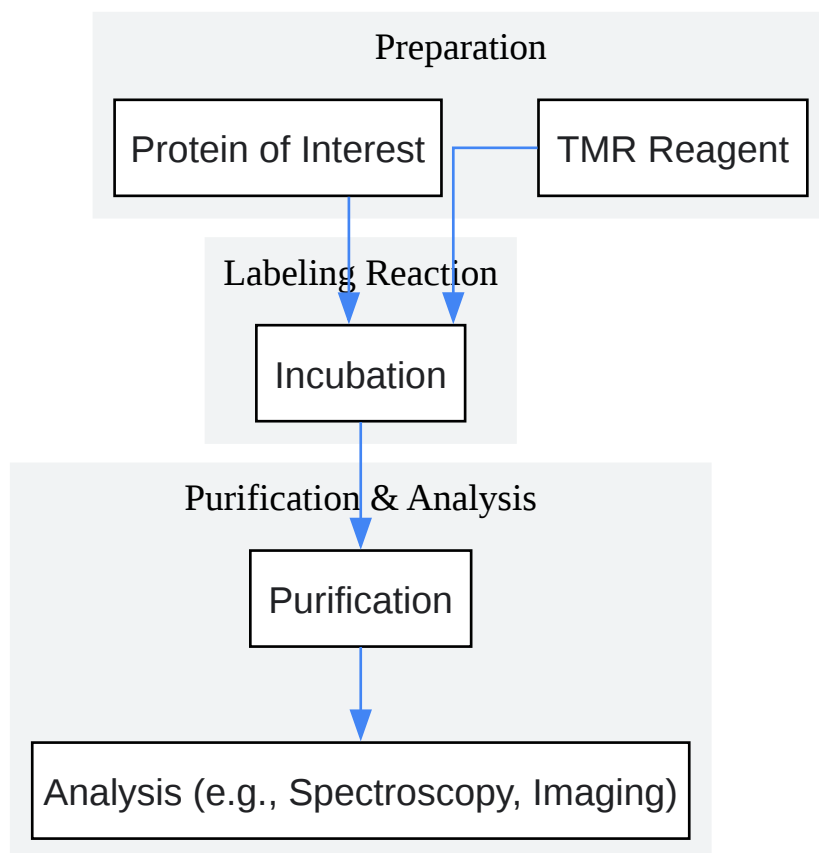 Preparation
Protein of Interest
TMR Reagent
Labeling Reaction
Incubation
Purification & Analysis
Purification
Analysis (e.g., Spectroscopy, Imaging)